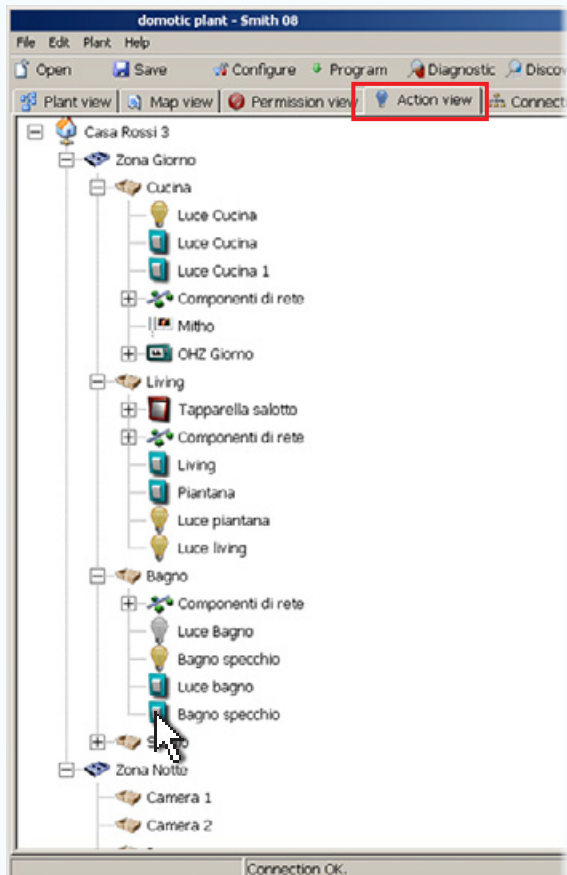 domotic plant - Smith 08
File Edit Plant Help
Open Save Configure Program Diagnostic
Plant view Map view Permission view Action view
Casa Rossi 3
Zona Giorno
Cucina
Luce Cucina
Luce Cucina
Luce Cucina 1
Componenti di rete
Mitho
OHZ Giorno
Living
Tapparella salotto
Componenti di rete
Living
Piantana
Luce piantana
Luce living
Bagno
Componenti di rete
Luce Bagno
Bagno specchio
Luce bagno
Bagno specchio
Zona Notte
Camera 1
Camera 2
Connection OK.